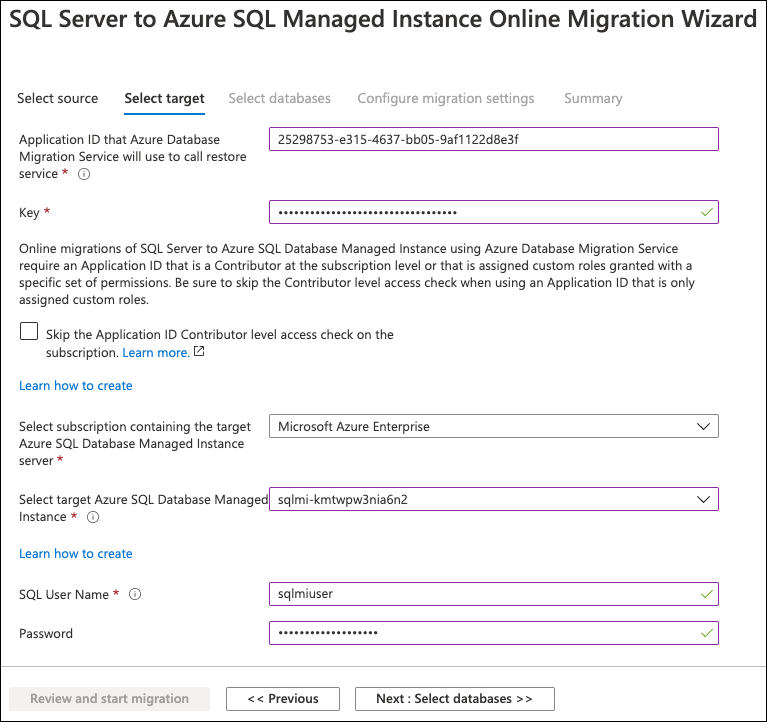 SQL Server to Azure SQL Managed Instance Online Migration Wizard
Select source Select target Select databases Configure migration settings Summary
Application ID that Azure Database
Migration Service will use to call restore
service *
25298753-e315-4637-bb05-9af1122d8e3f
Key *
••••••••••••••••••••••••••••••••••
Online migrations of SQL Server to Azure SQL Database Managed Instance using Azure Database Migration Service
require an Application ID that is a Contributor at the subscription level or that is assigned custom roles granted with a
specific set of permissions. Be sure to skip the Contributor level access check when using an Application ID that is only
assigned custom roles.
Skip the Application ID Contributor level access check on the
subscription. Learn more.
Learn how to create
Select subscription containing the target
Azure SQL Database Managed Instance
server *
Microsoft Azure Enterprise
Select target Azure SQL Database Managed
Instance *
sqlmi-kmtwpw3nia6n2
Learn how to create
SQL User Name *
sqlmiuser
Password
•••••••••••••••••••
Review and start migration << Previous Next : Select databases >>